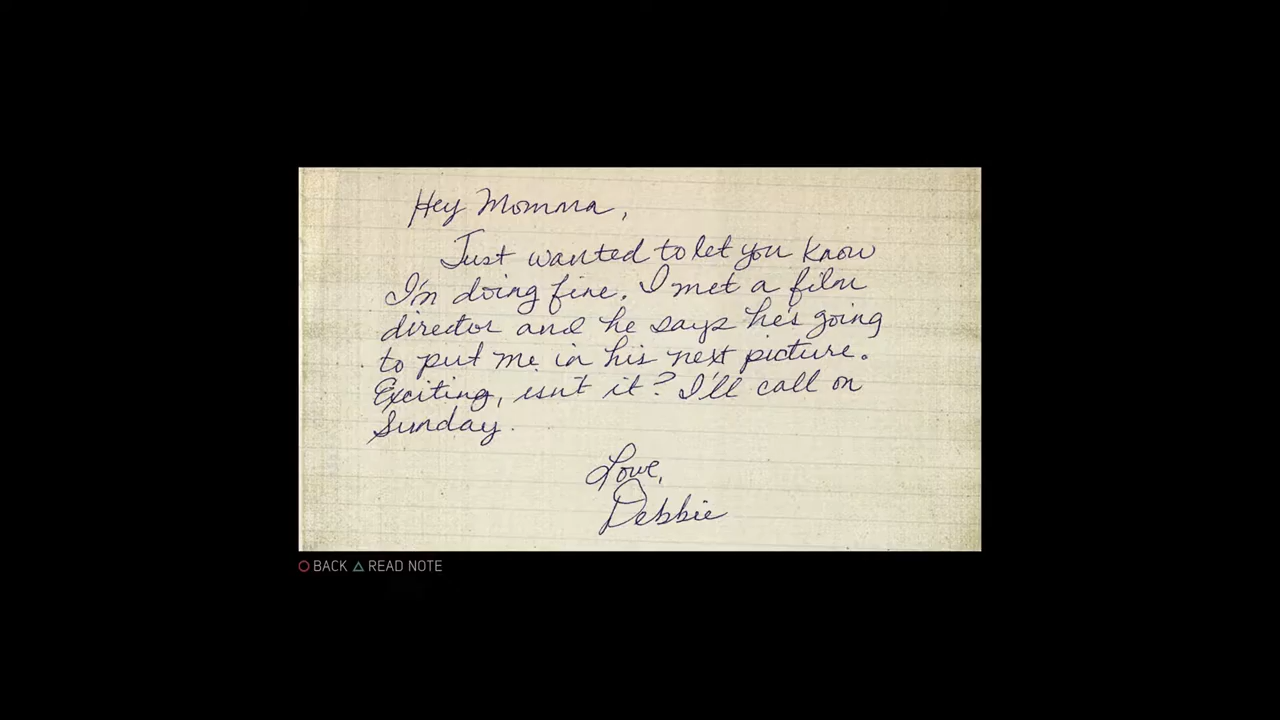 Hey Momma,
Just wanted to let you know
I'm doing fine. I met a film
director and he says he's going
to put me in his next picture.
Exciting, isn't it? I'll call on
Sunday.
Love,
Debbie
BACK READ NOTE